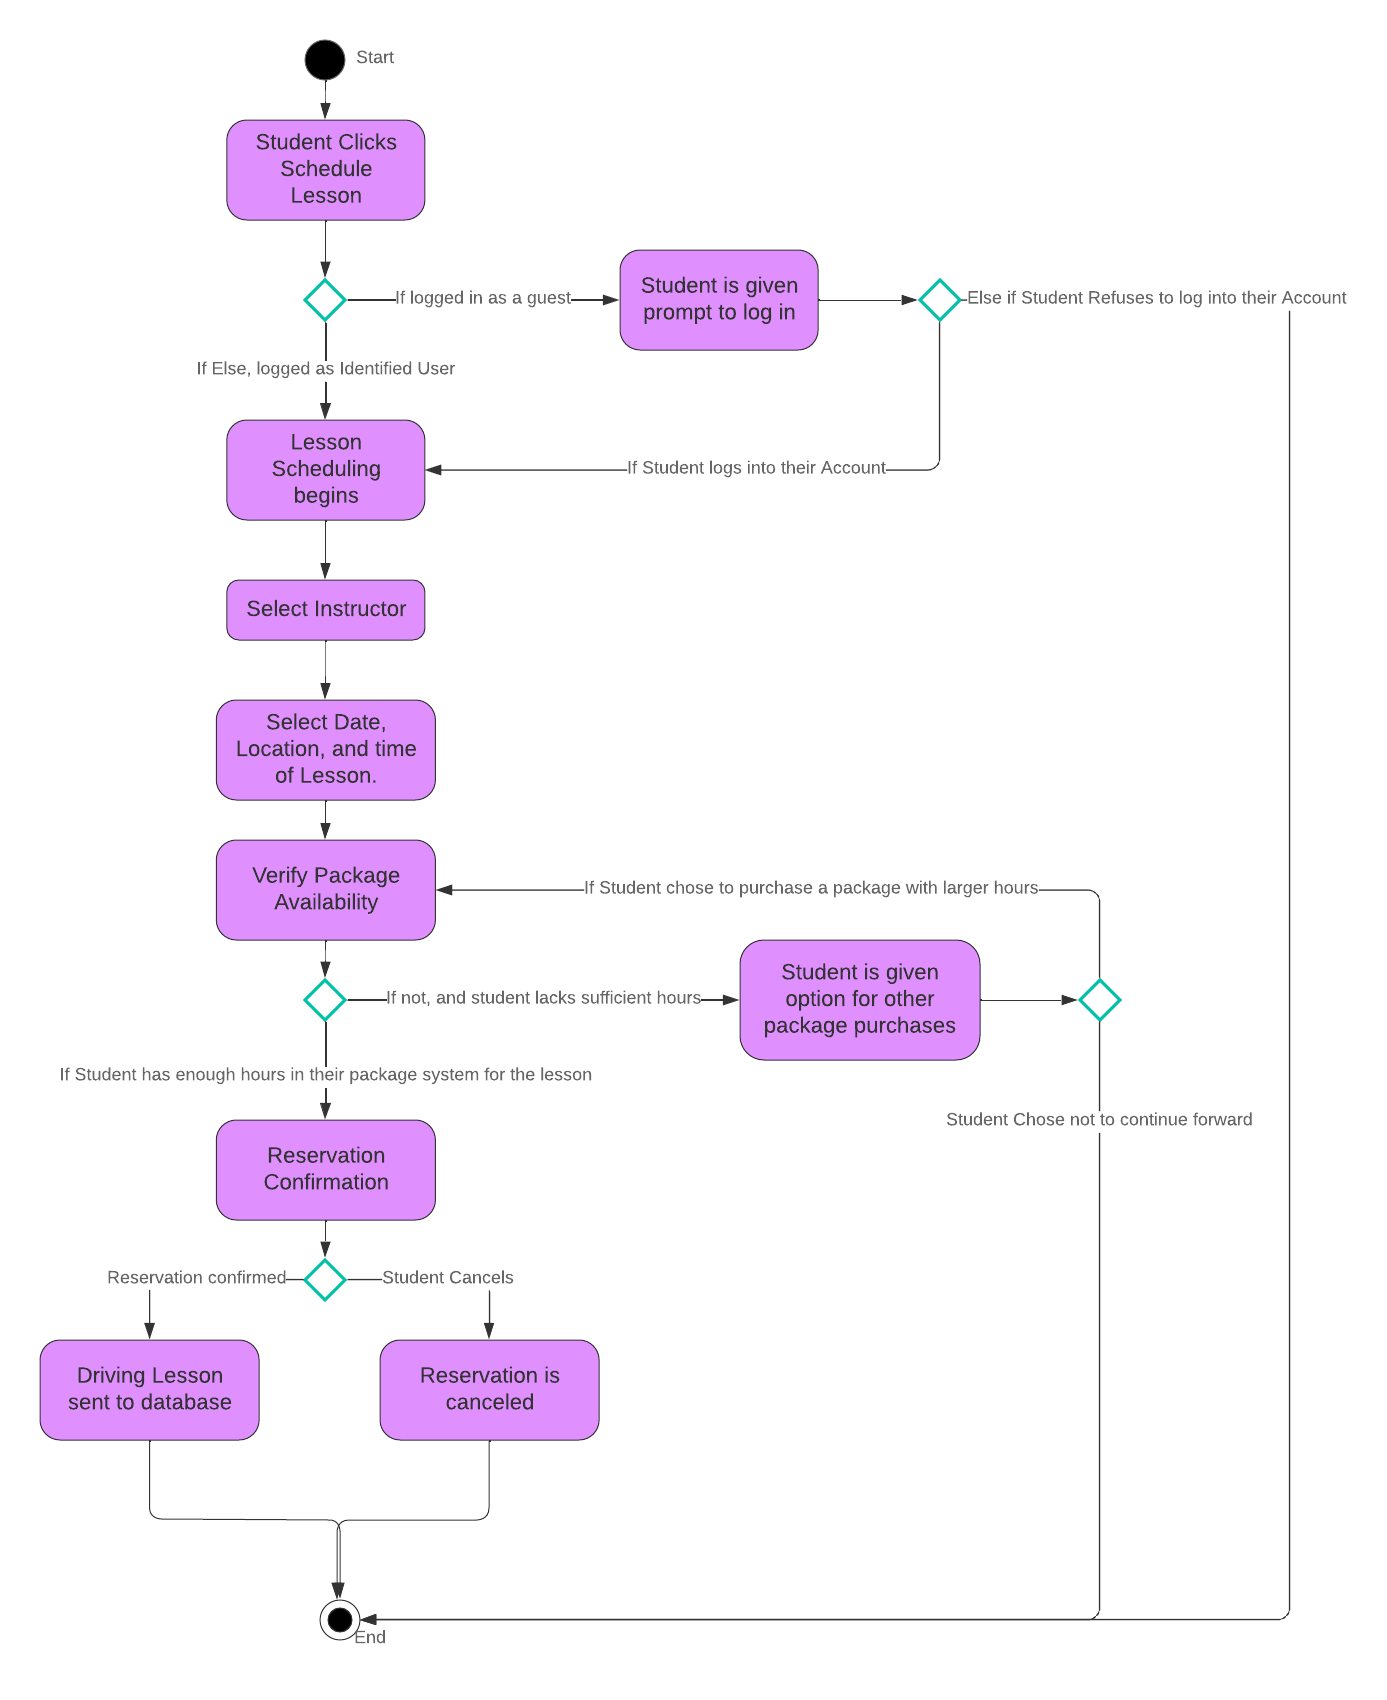 Start
Student Clicks
Schedule
Lesson
If logged in as a guest
Student is given
prompt to log in
Else if Student Refuses to log into their Account
If Else, logged as Identified User
Lesson
Scheduling
begins
If Student logs into their Account
Select Instructor
Select Date,
Location, and time
of Lesson.
Verify Package
Availability
If Student chose to purchase a package with larger hours
If not, and student lacks sufficient hours
Student is given
option for other
package purchases
If Student has enough hours in their package system for the lesson
Student Chose not to continue forward
Reservation
Confirmation
Reservation confirmed
Student Cancels
Driving Lesson
sent to database
Reservation is
canceled
End